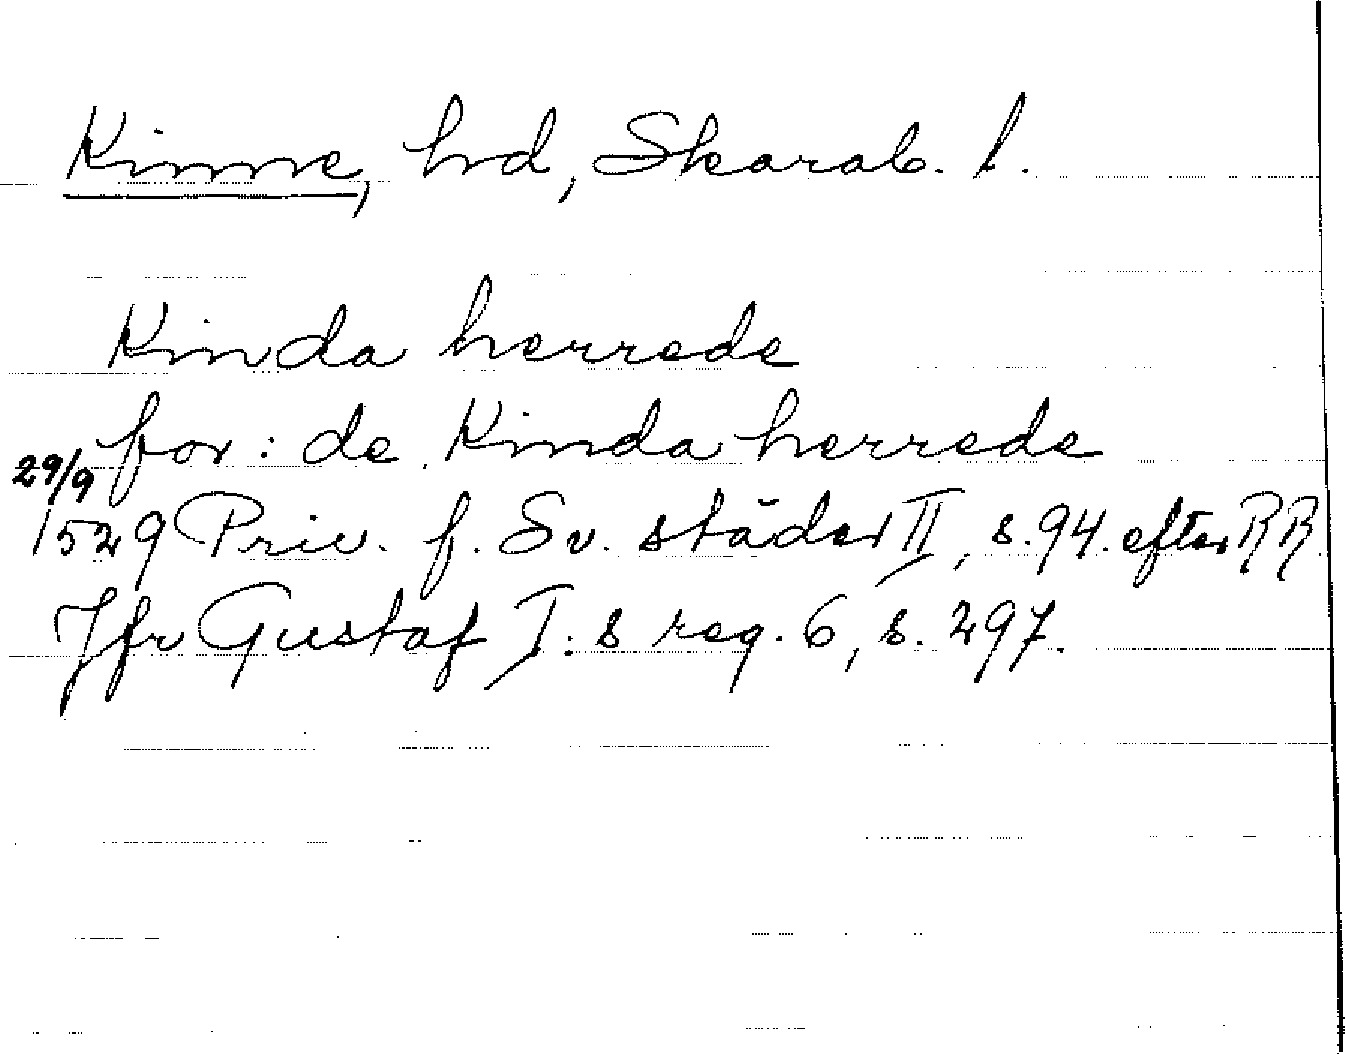 Kinne, hrd, Skarab. l.
Kinda herrede
for: de Kinda herrede
29/9
1529 Priv. f. Sv. städer II, s. 94. efter RR.
Jfr Gustaf I:s reg. 6, s. 297.